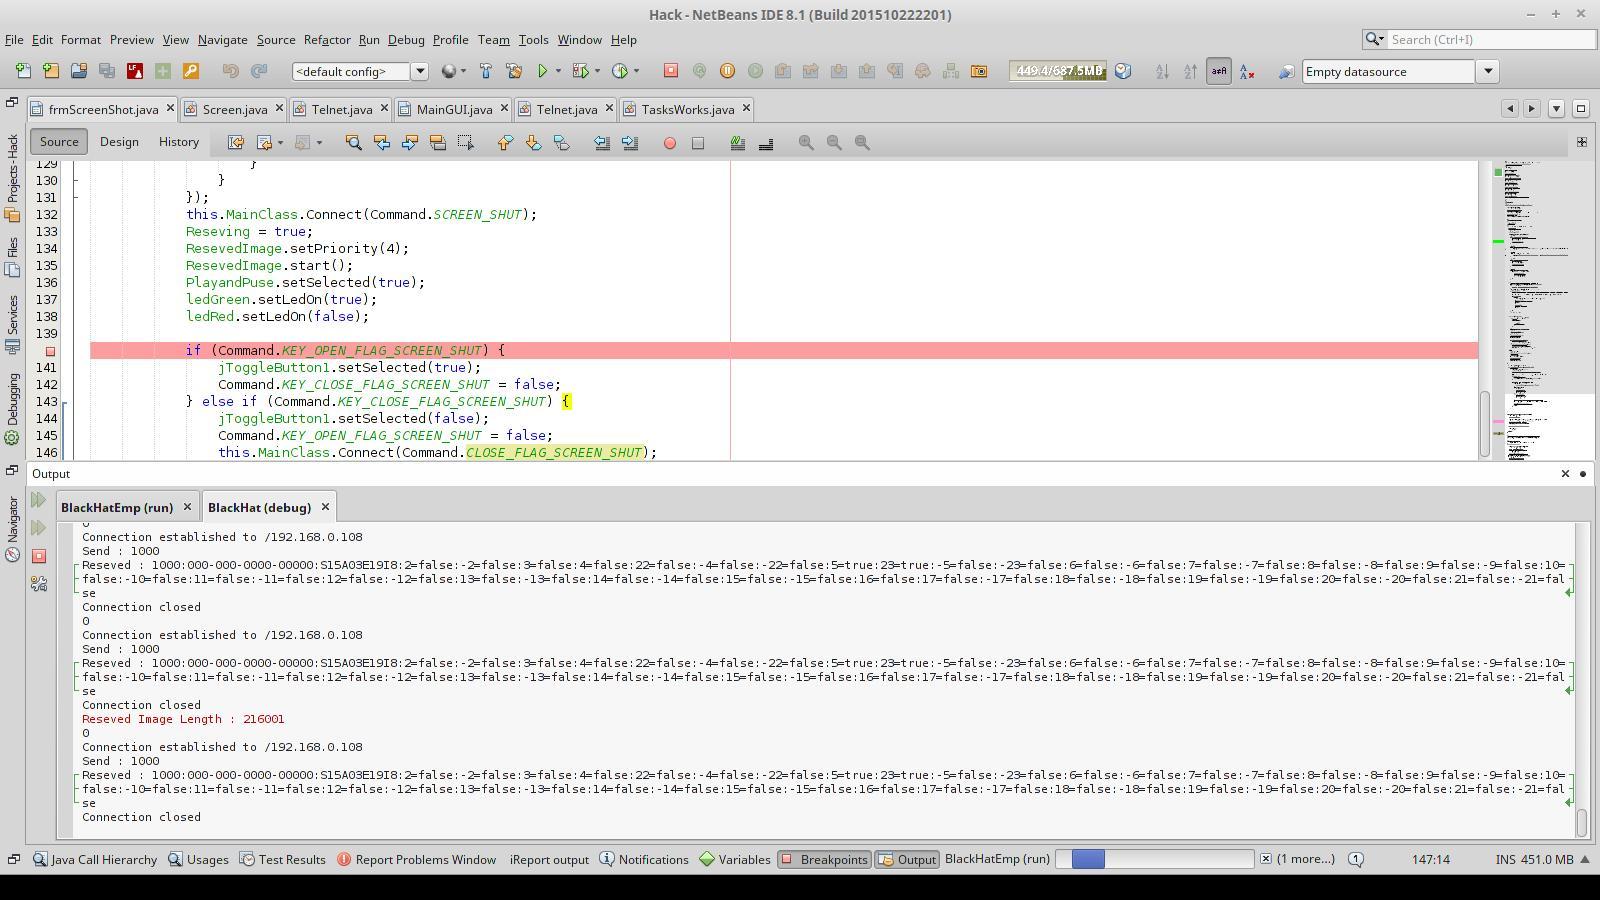 Hack - NetBeans IDE 8.1 (Build 201510222201)
File Edit Format Preview View Navigate Source Refactor Run Debug Profile Team Tools Window Help
Search (Ctrl+I)
<default config>
449.4/687.5MB
Empty datasource
frmScreenShot.java Screen.java Telnet.java MainGUI.java Telnet.java TasksWorks.java
Source Design History
Projects - Hack
Files
Services
Debugging
Navigator
129 }
130 }
131 });
132 this.MainClass.Connect(Command.SCREEN_SHUT);
133 Reseving = true;
134 ResevedImage.setPriority(4);
135 ResevedImage.start();
136 PlayandPuse.setSelected(true);
137 ledGreen.setLedOn(true);
138 ledRed.setLedOn(false);
139
if (Command.KEY_OPEN_FLAG_SCREEN_SHUT) {
141 jToggleButton1.setSelected(true);
142 Command.KEY_CLOSE_FLAG_SCREEN_SHUT = false;
143 } else if (Command.KEY_CLOSE_FLAG_SCREEN_SHUT) {
144 jToggleButton1.setSelected(false);
145 Command.KEY_OPEN_FLAG_SCREEN_SHUT = false;
146 this.MainClass.Connect(Command.CLOSE_FLAG_SCREEN_SHUT);
Output
BlackHatEmp (run) BlackHat (debug)
0
Connection established to /192.168.0.108
Send : 1000
Reseved : 1000:000-000-0000-00000:S15A03E19I8:2=false:-2=false:3=false:4=false:22=false:-4=false:-22=false:5=true:23=true:-5=false:-23=false:6=false:-6=false:7=false:-7=false:8=false:-8=false:9=false:-9=false:10=
false:-10=false:11=false:-11=false:12=false:-12=false:13=false:-13=false:14=false:-14=false:15=false:-15=false:16=false:17=false:-17=false:18=false:-18=false:19=false:-19=false:20=false:-20=false:21=false:-21=fal
se
Connection closed
0
Connection established to /192.168.0.108
Send : 1000
Reseved : 1000:000-000-0000-00000:S15A03E19I8:2=false:-2=false:3=false:4=false:22=false:-4=false:-22=false:5=true:23=true:-5=false:-23=false:6=false:-6=false:7=false:-7=false:8=false:-8=false:9=false:-9=false:10=
false:-10=false:11=false:-11=false:12=false:-12=false:13=false:-13=false:14=false:-14=false:15=false:-15=false:16=false:17=false:-17=false:18=false:-18=false:19=false:-19=false:20=false:-20=false:21=false:-21=fal
se
Connection closed
Reseved Image Length : 216001
0
Connection established to /192.168.0.108
Send : 1000
Reseved : 1000:000-000-0000-00000:S15A03E19I8:2=false:-2=false:3=false:4=false:22=false:-4=false:-22=false:5=true:23=true:-5=false:-23=false:6=false:-6=false:7=false:-7=false:8=false:-8=false:9=false:-9=false:10=
false:-10=false:11=false:-11=false:12=false:-12=false:13=false:-13=false:14=false:-14=false:15=false:-15=false:16=false:17=false:-17=false:18=false:-18=false:19=false:-19=false:20=false:-20=false:21=false:-21=fal
se
Connection closed
Java Call Hierarchy Usages Test Results Report Problems Window iReport output Notifications Variables Breakpoints Output BlackHatEmp (run) (1 more...) 1 147:14 INS 451.0 MB